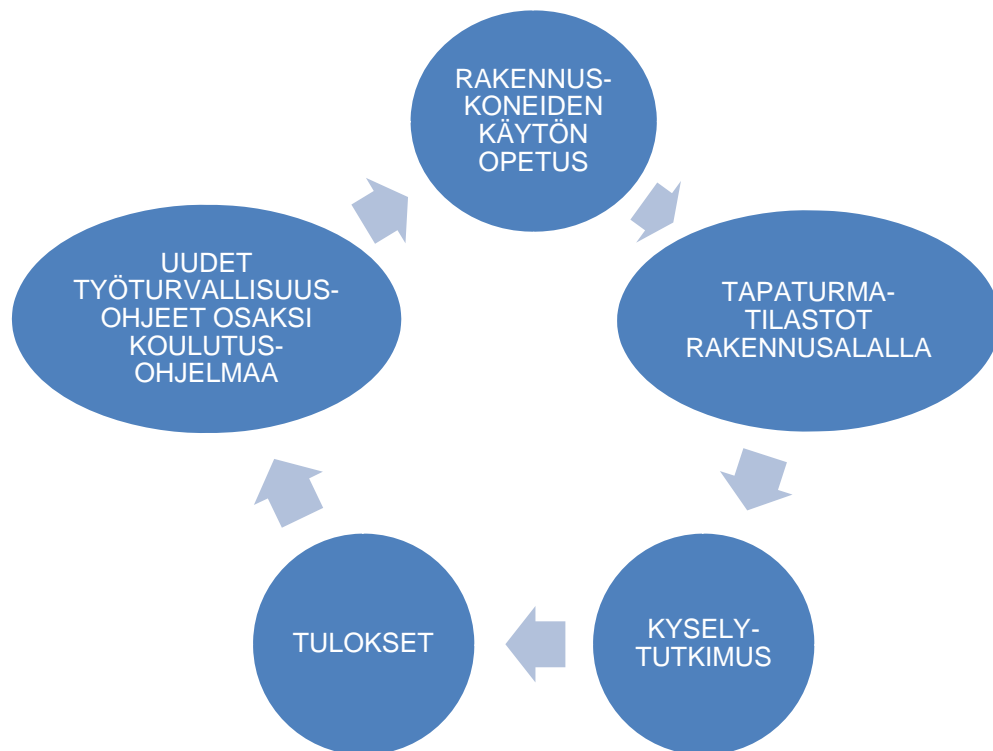 RAKENNUS-
KONEIDEN
KÄYTÖN
OPETUS
TAPATURMA-
TILASTOT
RAKENNUSALALLA
KYSELY-
TUTKIMUS
TULOKSET
UUDET
TYÖTURVALLISUUS-
OHJEET OSAKSI
KOULUTUS-
OHJELMAA